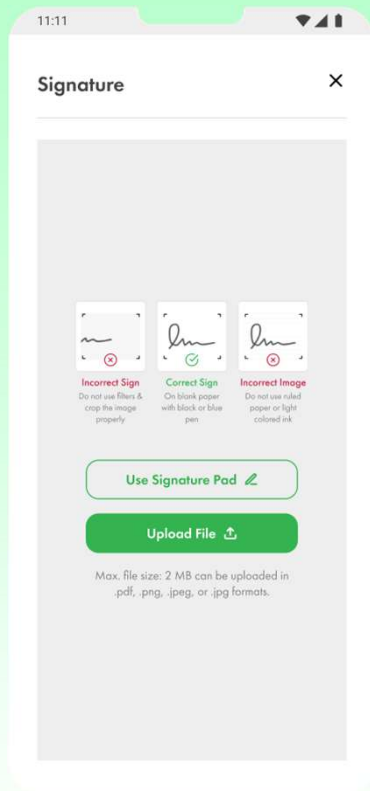 11:11
Signature
Incorrect Sign
Do not use filters &
crop the image
properly
Correct Sign
On blank paper
with black or blue
pen
Incorrect Image
Do not use ruled
paper or light
colored ink
Use Signature Pad
Upload File
Max. file size: 2 MB can be uploaded in
.pdf, .png, .jpeg, or .jpg formats.